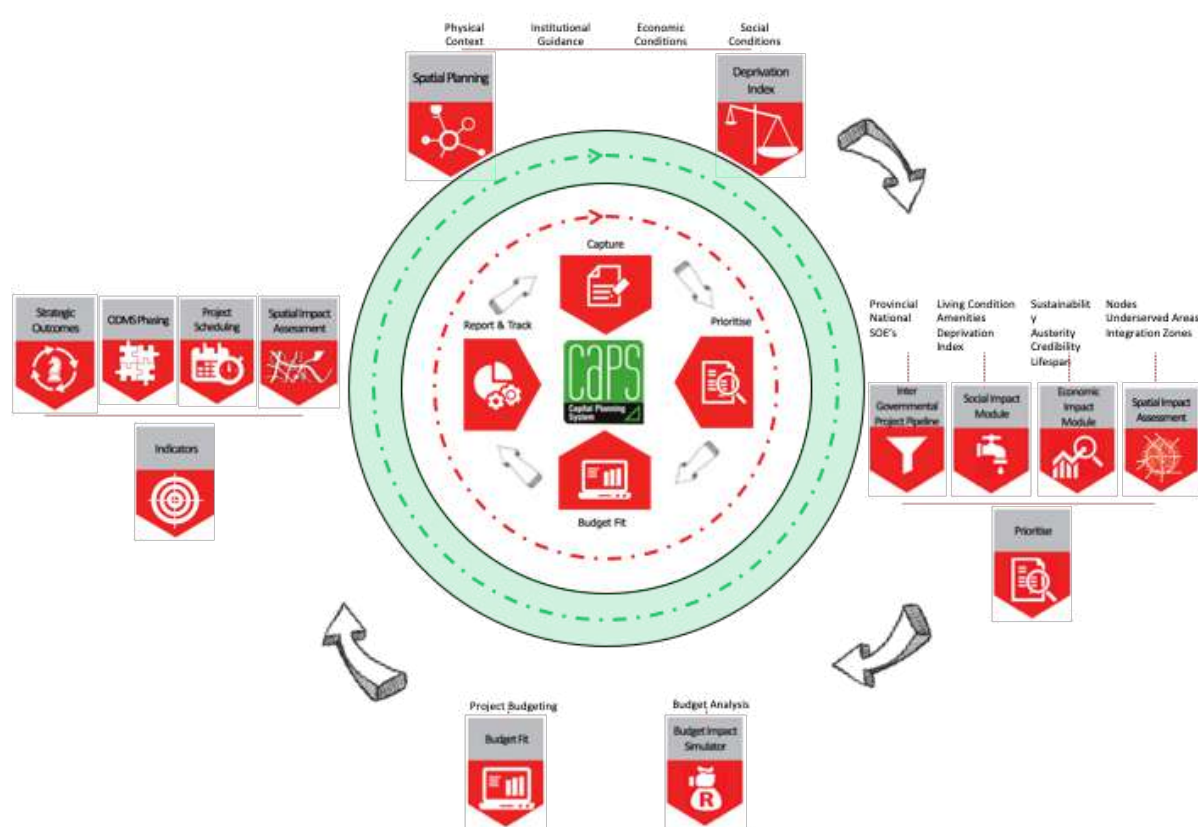 Physical
Context
Institutional
Guidance
Economic
Conditions
Social
Conditions
Spatial Planning
Deprivation
Index
Capture
Report & Track
Prioritise
CaPS
Capital Planning
System
Budget Fit
Strategic
Outcomes
CIDMS Phasing
Project
Scheduling
Spatial Impact
Assessment
Indicators
Provincial
National
SOE's
Living Condition
Amenities
Deprivation
Index
Sustainabilit
y
Austerity
Credibility
Lifespan
Nodes
Underserved Areas
Integration Zones
Inter
Governmental
Project Pipeline
Social Impact
Module
Economic
Impact
Module
Spatial Impact
Assessment
Prioritise
Project Budgeting
Budget Analysis
Budget Fit
Budget Impact
Simulator
R